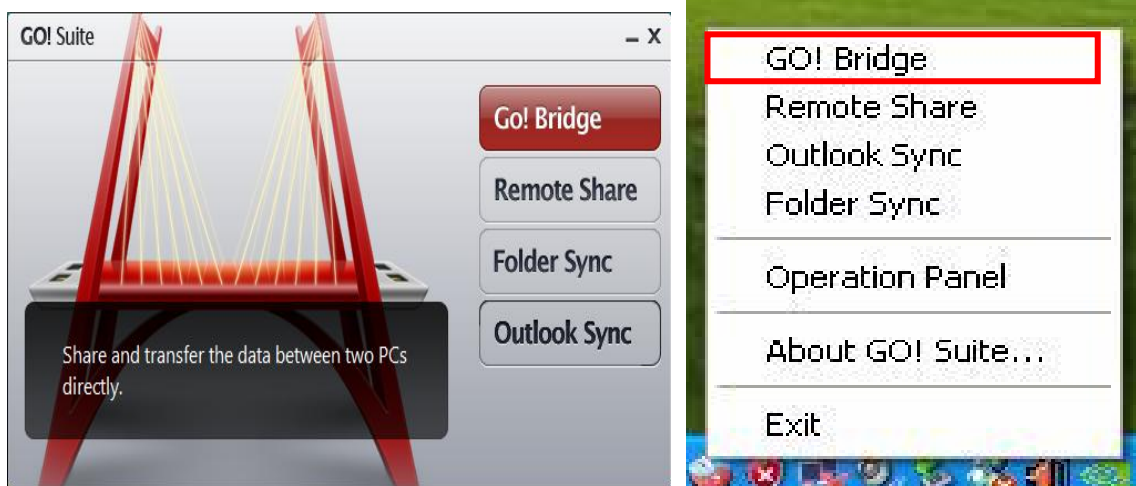 GO! Suite
– X
Go! Bridge
Remote Share
Folder Sync
Outlook Sync
Share and transfer the data between two PCs
directly.
GO! Bridge
Remote Share
Outlook Sync
Folder Sync
Operation Panel
About GO! Suite...
Exit